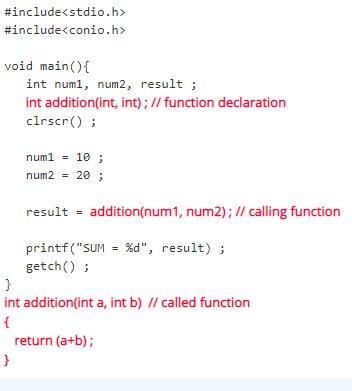 #include<stdio.h>
#include<conio.h>
void main(){
int num1, num2, result ;
int addition(int, int) ; // function declaration
clrscr() ;
num1 = 10 ;
num2 = 20 ;
result = addition(num1, num2) ; // calling function
printf("SUM = %d", result) ;
getch() ;
}
int addition(int a, int b) // called function
{
return (a+b) ;
}